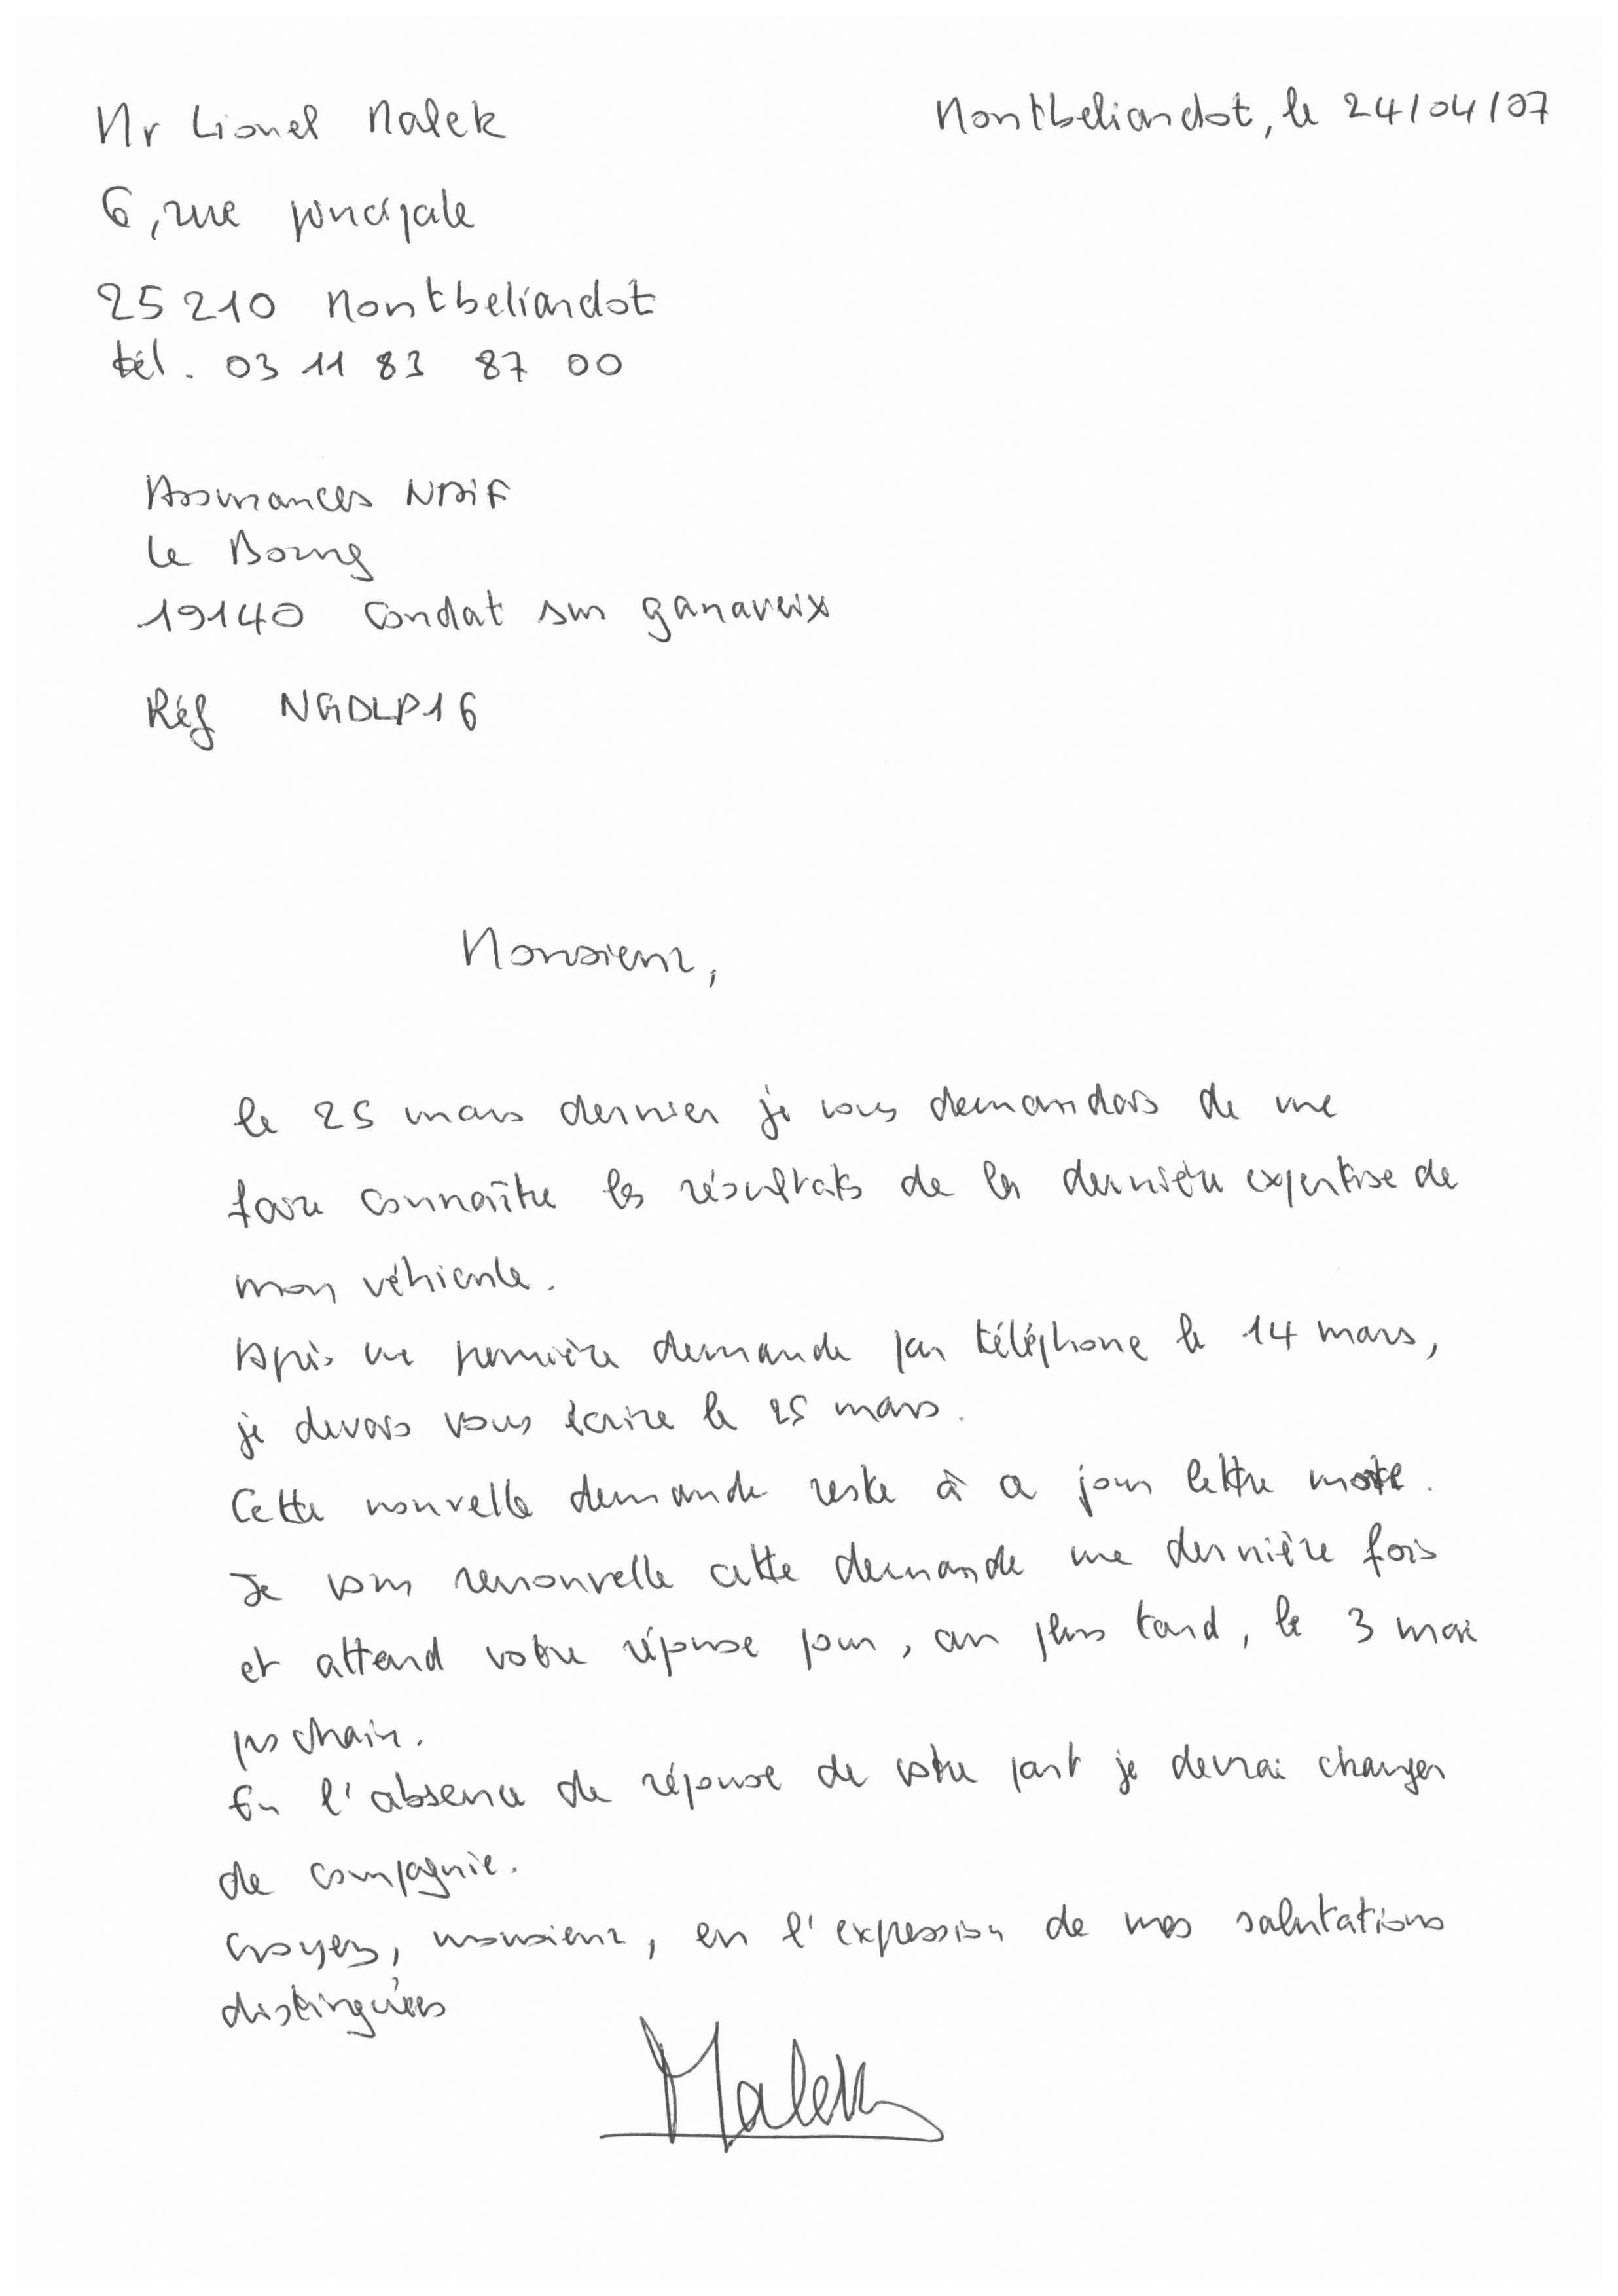 Mr Lionel Malek
Montbeliardot, le 24/04/07
6, rue principale
25210 Montbeliardot
tél. 03 11 83 87 00
Assurances MAIF
le Bourg
19140 Condat sur ganaveix
Réf NGDLP16
Monsieur,
le 25 mars dernier je vous demandais de me
faire connaître les résultats de la dernière expertise de
mon véhicule.
Après une première demande par téléphone le 14 mars,
je devais vous écrire le 25 mars.
Cette nouvelle demande reste à a jour lettre morte.
Je vous renouvelle cette demande une dernière fois
et attend votre réponse pour, au plus tard, le 3 mai
prochain.
En l'absence de réponse de votre part je devrai changer
de compagnie.
Croyez, monsieur, en l'expression de mes salutations
distinguées
Malek